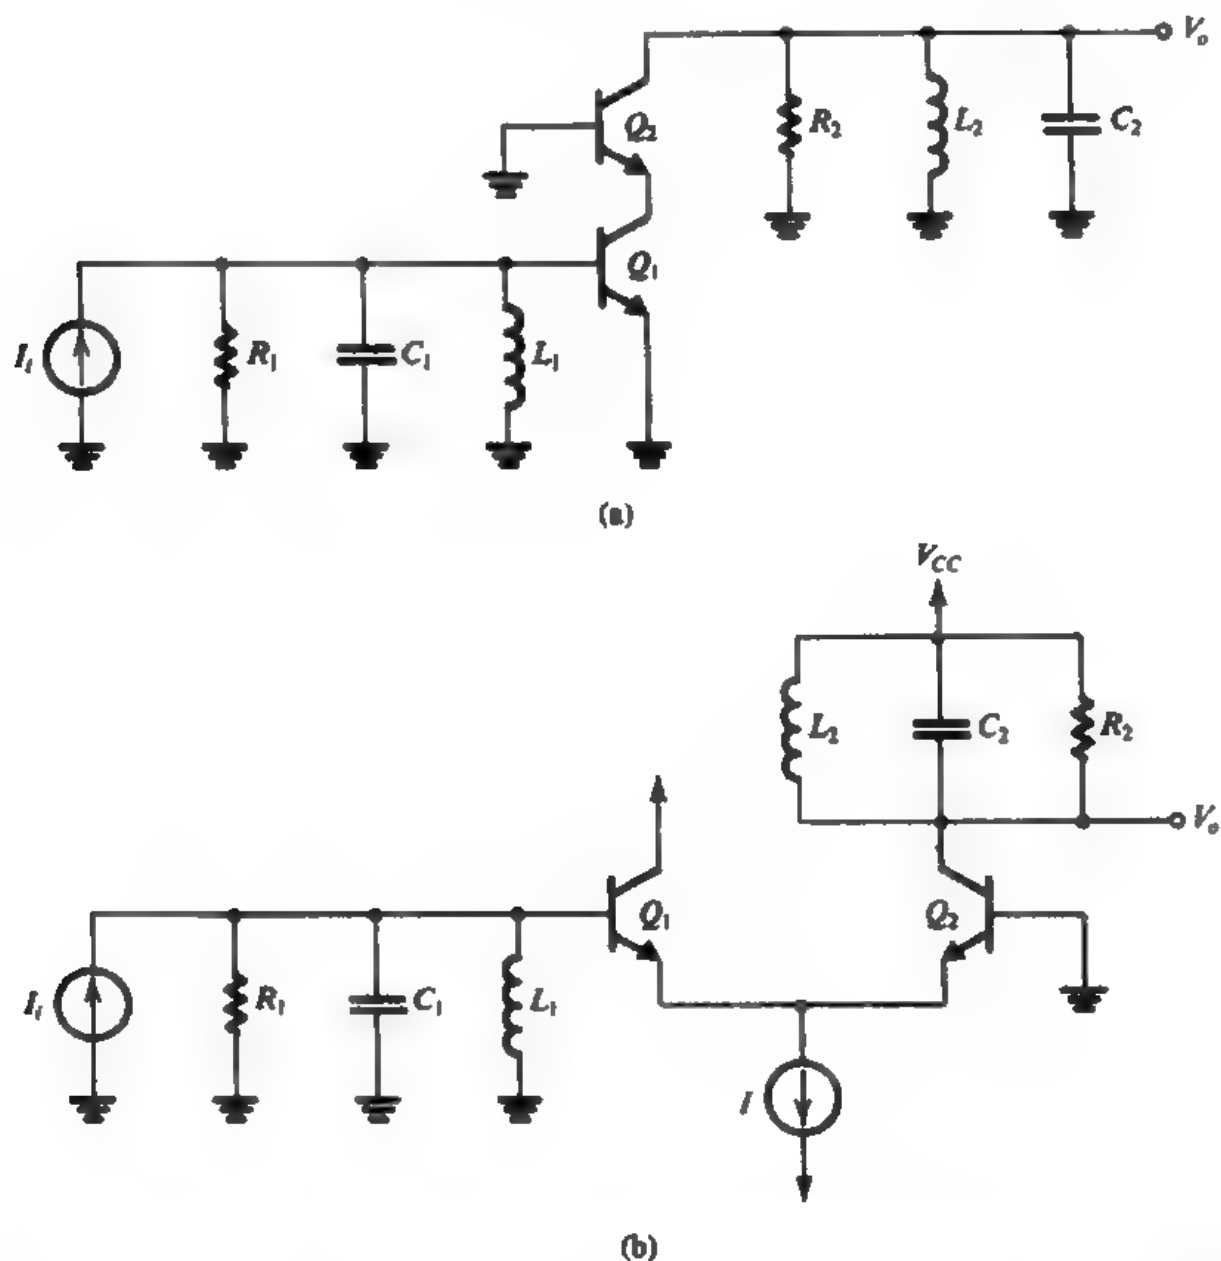 V_o
Q_2
R_2
L_2
C_2
Q_1
I_i
R_1
C_1
L_1
(a)
V_CC
L_2
C_2
R_2
V_o
Q_1
Q_2
I_i
R_1
C_1
L_1
I
(b)